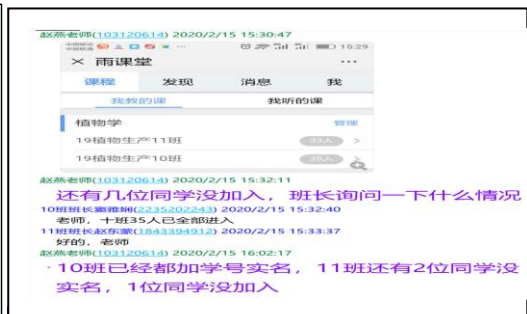 赵燕老师(103120614) 2020/2/15 15:30:47
15:29
× 雨课堂 ...
课程 发现 消息 我
我教的课 我听的课
植物学 管理
19植物生产11班 33人 >
19植物生产10班 35人
赵燕老师(103120614) 2020/2/15 15:32:11
还有几位同学没加入，班长询问一下什么情况
(2235202243) 2020/2/15 15:32:40
老师，十班35人已全部进入
11班班长赵东蒙(1843394912) 2020/2/15 15:33:37
好的，老师
赵燕老师(103120614) 2020/2/15 16:02:17
·10班已经都加学号实名，11班还有2位同学没
实名，1位同学没加入